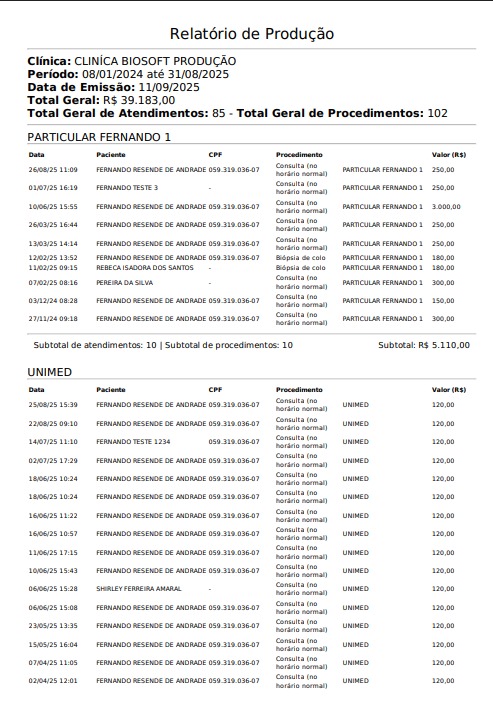 Relatório de Produção
Clínica: CLINÍCA BIOSOFT PRODUÇÃO
Período: 08/01/2024 até 31/08/2025
Data de Emissão: 11/09/2025
Total Geral: R$ 39.183,00
Total Geral de Atendimentos: 85 - Total Geral de Procedimentos: 102
PARTICULAR FERNANDO 1
Data Paciente CPF Procedimento Valor (R$)
26/08/25 11:09 FERNANDO RESENDE DE ANDRADE 059.319.036-07 Consulta (no horário normal) PARTICULAR FERNANDO 1 250,00
01/07/25 16:19 FERNANDO TESTE 3 - Consulta (no horário normal) PARTICULAR FERNANDO 1 250,00
10/06/25 15:55 FERNANDO RESENDE DE ANDRADE 059.319.036-07 Consulta (no horário normal) PARTICULAR FERNANDO 1 3.000,00
26/03/25 16:44 FERNANDO RESENDE DE ANDRADE 059.319.036-07 Consulta (no horário normal) PARTICULAR FERNANDO 1 250,00
13/03/25 14:14 FERNANDO RESENDE DE ANDRADE 059.319.036-07 Consulta (no horário normal) PARTICULAR FERNANDO 1 250,00
12/02/25 13:52 FERNANDO RESENDE DE ANDRADE 059.319.036-07 Biópsia de colo PARTICULAR FERNANDO 1 180,00
11/02/25 09:15 REBECA ISADORA DOS SANTOS - Biópsia de colo PARTICULAR FERNANDO 1 180,00
07/02/25 08:16 PEREIRA DA SILVA - Consulta (no horário normal) PARTICULAR FERNANDO 1 300,00
03/12/24 08:28 FERNANDO RESENDE DE ANDRADE 059.319.036-07 Consulta (no horário normal) PARTICULAR FERNANDO 1 150,00
27/11/24 09:18 FERNANDO RESENDE DE ANDRADE 059.319.036-07 Consulta (no horário normal) PARTICULAR FERNANDO 1 300,00
Subtotal de atendimentos: 10 | Subtotal de procedimentos: 10 Subtotal: R$ 5.110,00
UNIMED
Data Paciente CPF Procedimento Valor (R$)
25/08/25 15:39 FERNANDO RESENDE DE ANDRADE 059.319.036-07 Consulta (no horário normal) UNIMED 120,00
22/08/25 09:10 FERNANDO RESENDE DE ANDRADE 059.319.036-07 Consulta (no horário normal) UNIMED 120,00
14/07/25 11:10 FERNANDO TESTE 1234 059.319.036-07 Consulta (no horário normal) UNIMED 120,00
02/07/25 17:29 FERNANDO RESENDE DE ANDRADE 059.319.036-07 Consulta (no horário normal) UNIMED 120,00
18/06/25 10:24 FERNANDO RESENDE DE ANDRADE 059.319.036-07 Consulta (no horário normal) UNIMED 120,00
18/06/25 10:24 FERNANDO RESENDE DE ANDRADE 059.319.036-07 Consulta (no horário normal) UNIMED 120,00
16/06/25 11:22 FERNANDO RESENDE DE ANDRADE 059.319.036-07 Consulta (no horário normal) UNIMED 120,00
16/06/25 10:57 FERNANDO RESENDE DE ANDRADE 059.319.036-07 Consulta (no horário normal) UNIMED 120,00
11/06/25 17:15 FERNANDO RESENDE DE ANDRADE 059.319.036-07 Consulta (no horário normal) UNIMED 120,00
10/06/25 15:43 FERNANDO RESENDE DE ANDRADE 059.319.036-07 Consulta (no horário normal) UNIMED 120,00
06/06/25 15:28 SHIRLEY FERREIRA AMARAL - Consulta (no horário normal) UNIMED 120,00
06/06/25 15:08 FERNANDO RESENDE DE ANDRADE 059.319.036-07 Consulta (no horário normal) UNIMED 120,00
23/05/25 13:35 FERNANDO RESENDE DE ANDRADE 059.319.036-07 Consulta (no horário normal) UNIMED 120,00
15/05/25 16:04 FERNANDO RESENDE DE ANDRADE 059.319.036-07 Consulta (no horário normal) UNIMED 120,00
07/04/25 11:05 FERNANDO RESENDE DE ANDRADE 059.319.036-07 Consulta (no horário normal) UNIMED 120,00
02/04/25 12:01 FERNANDO RESENDE DE ANDRADE 059.319.036-07 Consulta (no horário normal) UNIMED 120,00